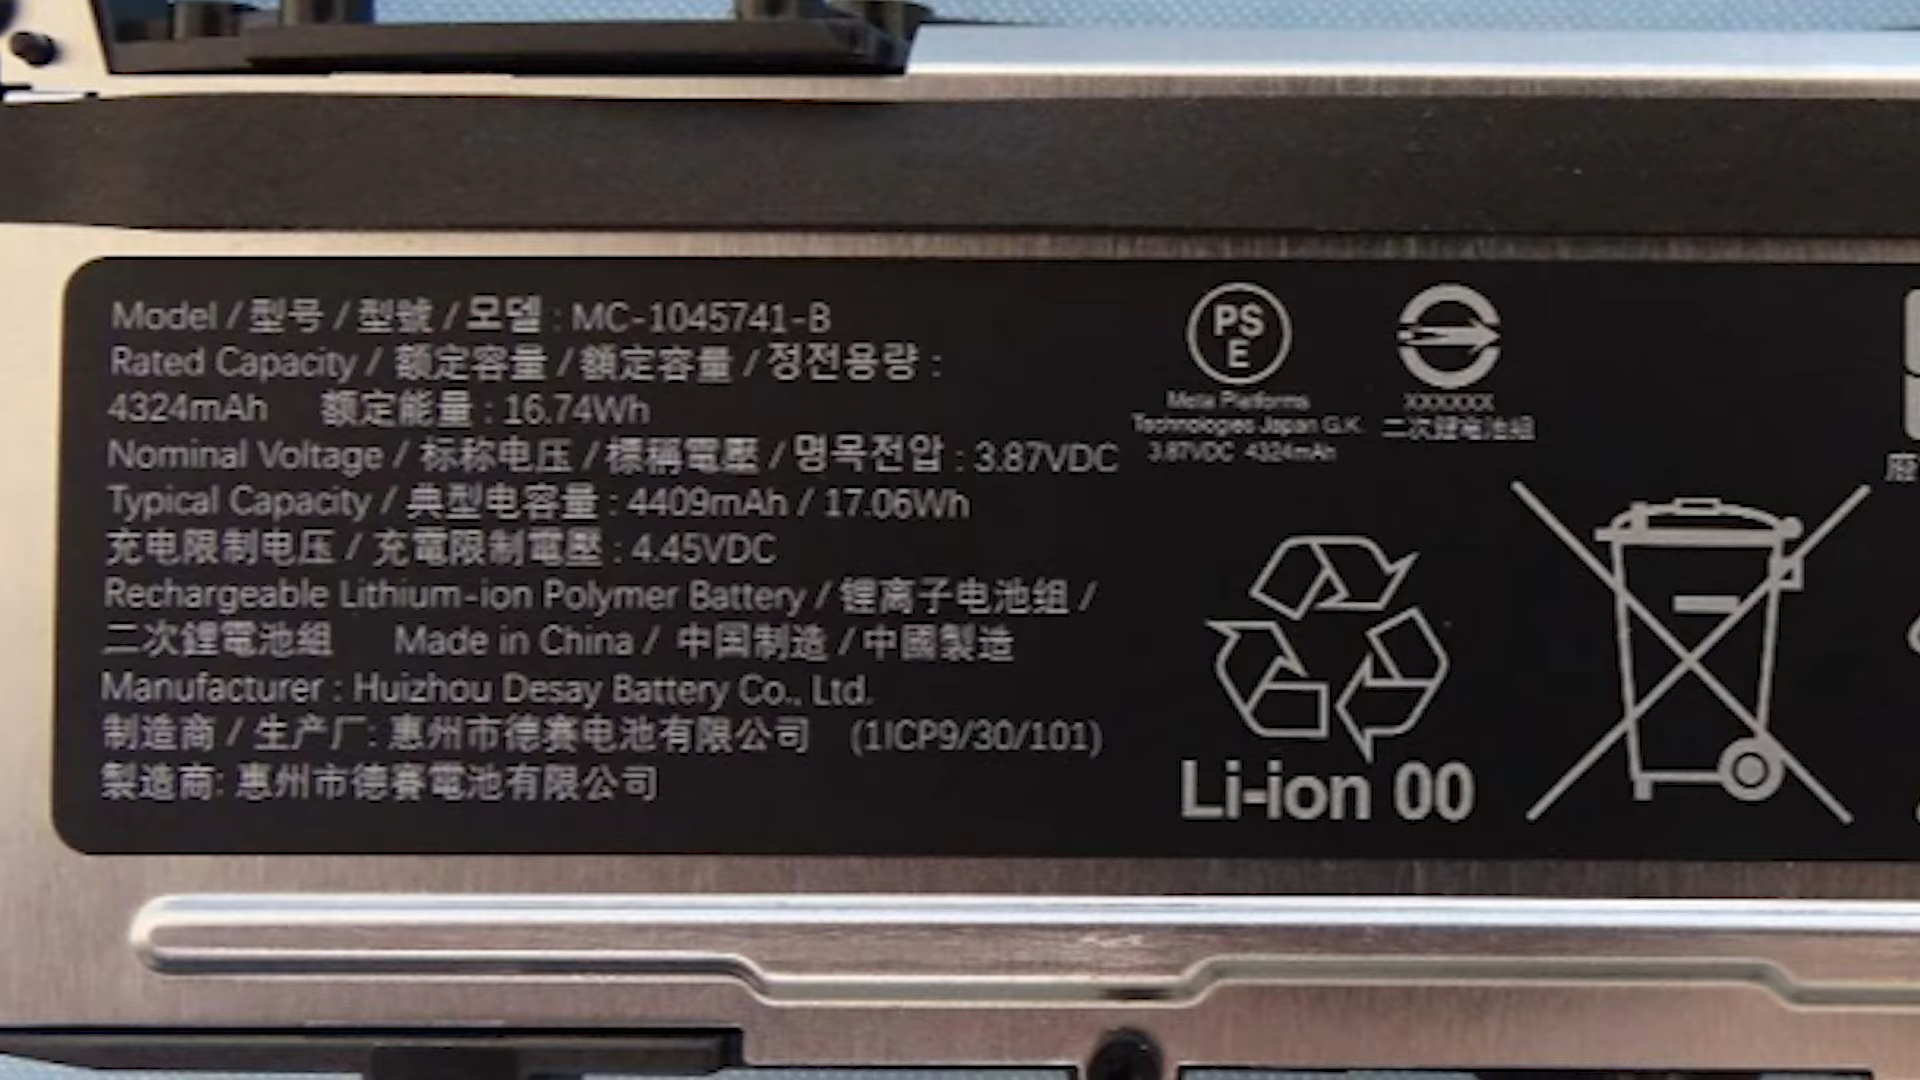 Model / 型号 / 型號 / 모델 : MC-1045741-B
Rated Capacity / 额定容量 / 額定容量 / 정전용량 :
4324mAh 额定能量 : 16.74Wh
Nominal Voltage / 标称电压 / 標稱電壓 / 명목전압 : 3.87VDC
Typical Capacity / 典型电容量 : 4409mAh / 17.06Wh
充电限制电压 / 充電限制電壓 : 4.45VDC
Rechargeable Lithium-ion Polymer Battery / 锂离子电池组 /
二次鋰電池組 Made in China / 中国制造 / 中國製造
Manufacturer : Huizhou Desay Battery Co., Ltd.
制造商 / 生产厂: 惠州市德赛电池有限公司 (1ICP9/30/101)
製造商: 惠州市德賽電池有限公司
PS
E
Meta Platforms
Technologies Japan G.K.
3.87VDC 4324mAh
XXXXXX
二次鋰電池組
Li-ion 00
廢